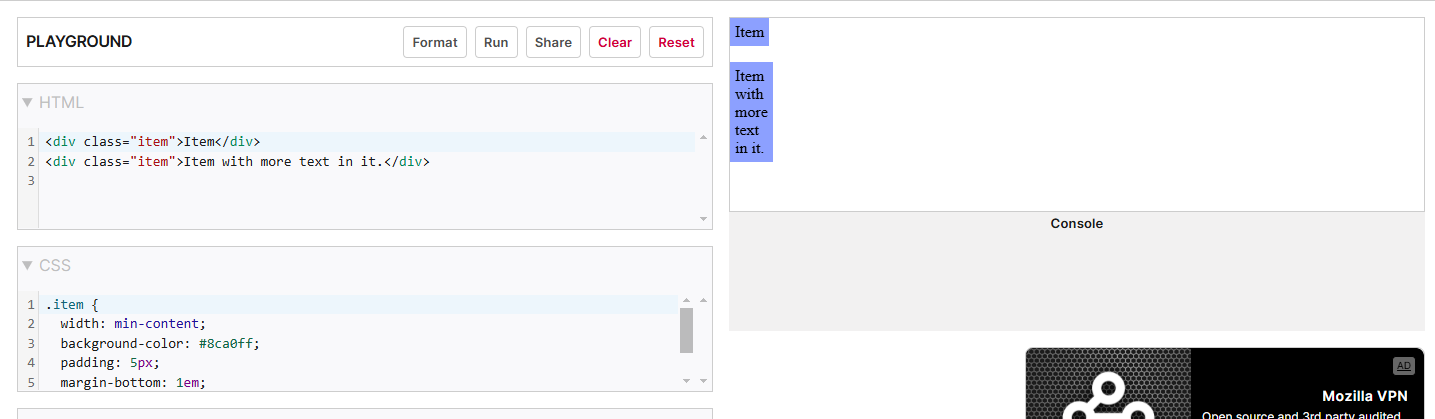 PLAYGROUND
Format
Run
Share
Clear
Reset
HTML
1 <div class="item">Item</div>
2 <div class="item">Item with more text in it.</div>
3
CSS
1 .item {
2 width: min-content;
3 background-color: #8ca0ff;
4 padding: 5px;
5 margin-bottom: 1em;
Item
Item
with
more
text
in it.
Console
AD
Mozilla VPN
Open source and 3rd party audited.